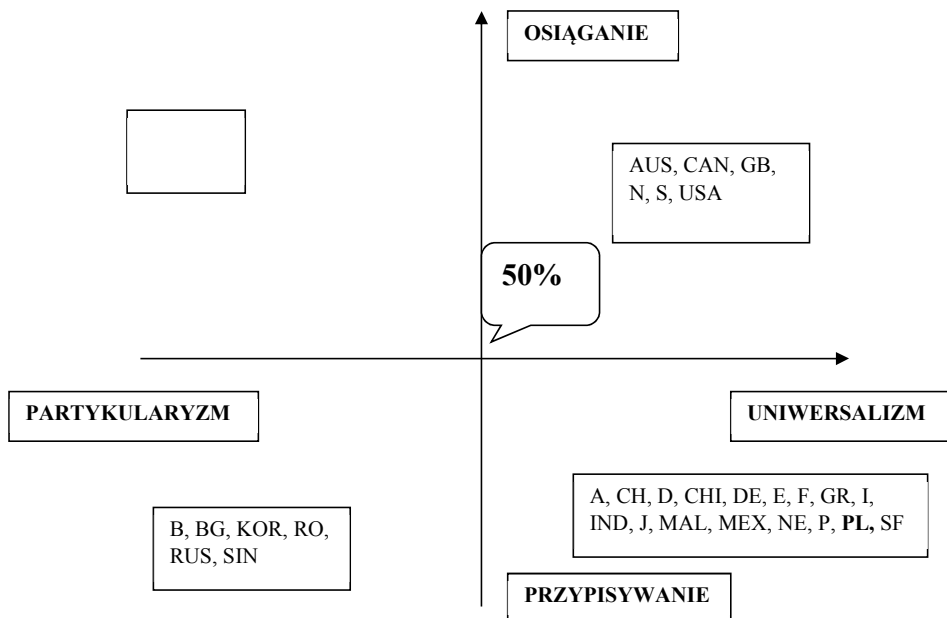 OSIĄGANIE
AUS, CAN, GB,
N, S, USA
50%
PARTYKULARYZM
UNIWERSALIZM
A, CH, D, CHI, DE, E, F, GR, I,
IND, J, MAL, MEX, NE, P, PL, SF
B, BG, KOR, RO,
RUS, SIN
PRZYPISYWANIE